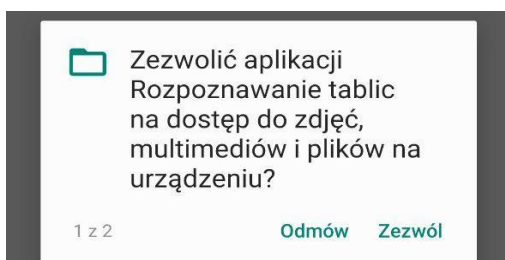 Zezwolić aplikacji
Rozpoznawanie tablic
na dostęp do zdjęć,
multimediów i plików na
urządzeniu?
1 z 2 Odmów Zezwól